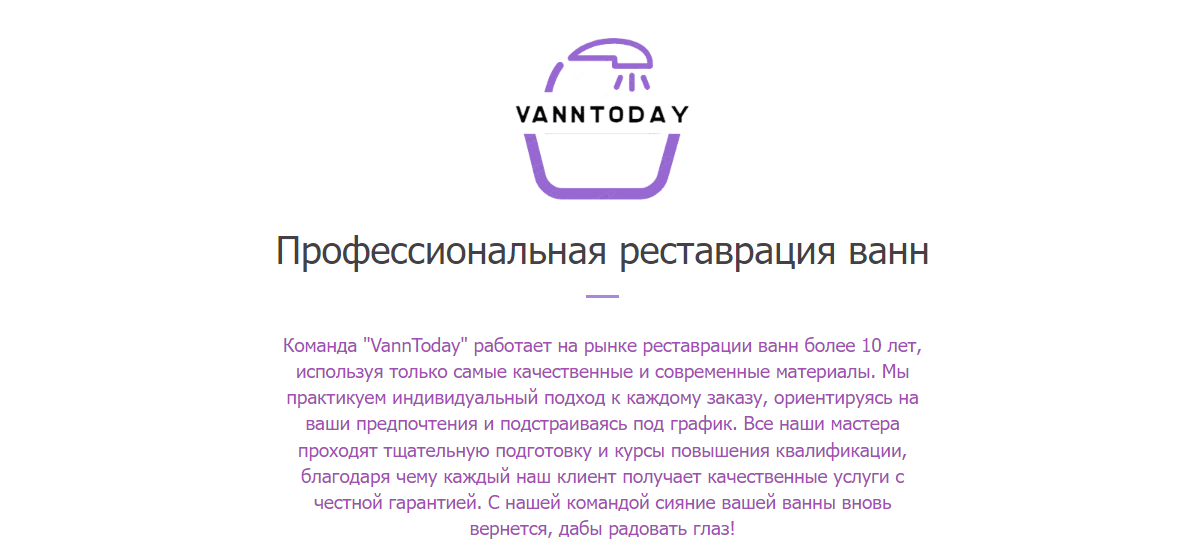 VANNTODAY
Профессиональная реставрация ванн
Команда "VannToday" работает на рынке реставрации ванн более 10 лет,
используя только самые качественные и современные материалы. Мы
практикуем индивидуальный подход к каждому заказу, ориентируясь на
ваши предпочтения и подстраиваясь под график. Все наши мастера
проходят тщательную подготовку и курсы повышения квалификации,
благодаря чему каждый наш клиент получает качественные услуги с
честной гарантией. С нашей командой сияние вашей ванны вновь
вернется, дабы радовать глаз!